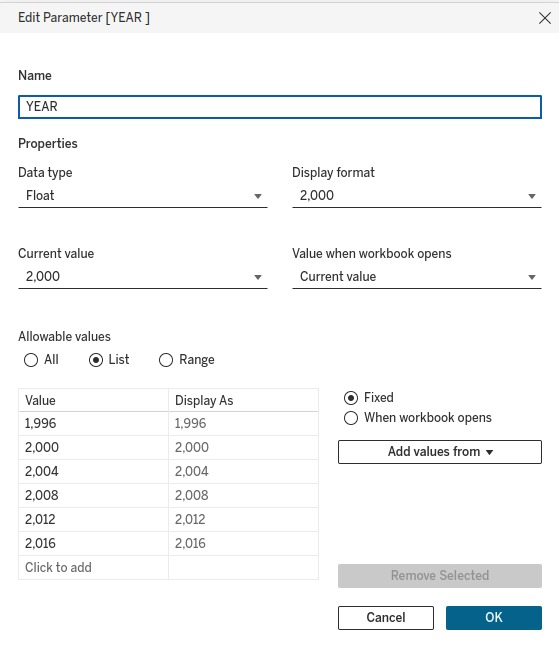 Edit Parameter [YEAR ]
Name
YEAR
Properties
Data type
Display format
Float
2,000
Current value
Value when workbook opens
2,000
Current value
Allowable values
All
List
Range
Value
Display As
1,996
1,996
2,000
2,000
2,004
2,004
2,008
2,008
2,012
2,012
2,016
2,016
Click to add
Fixed
When workbook opens
Add values from
Remove Selected
Cancel
OK